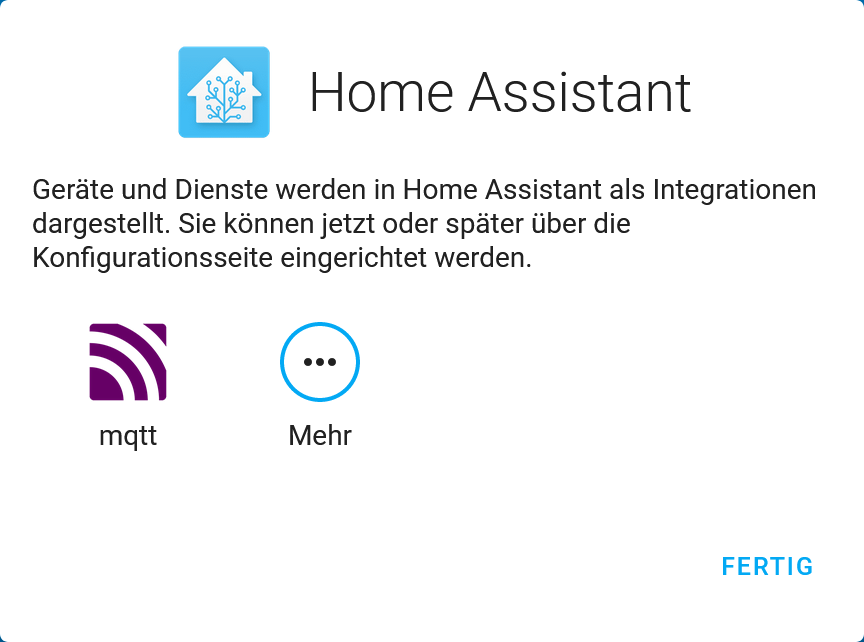 Home Assistant
Geräte und Dienste werden in Home Assistant als Integrationen
dargestellt. Sie können jetzt oder später über die
Konfigurationsseite eingerichtet werden.
mqtt
Mehr
FERTIG